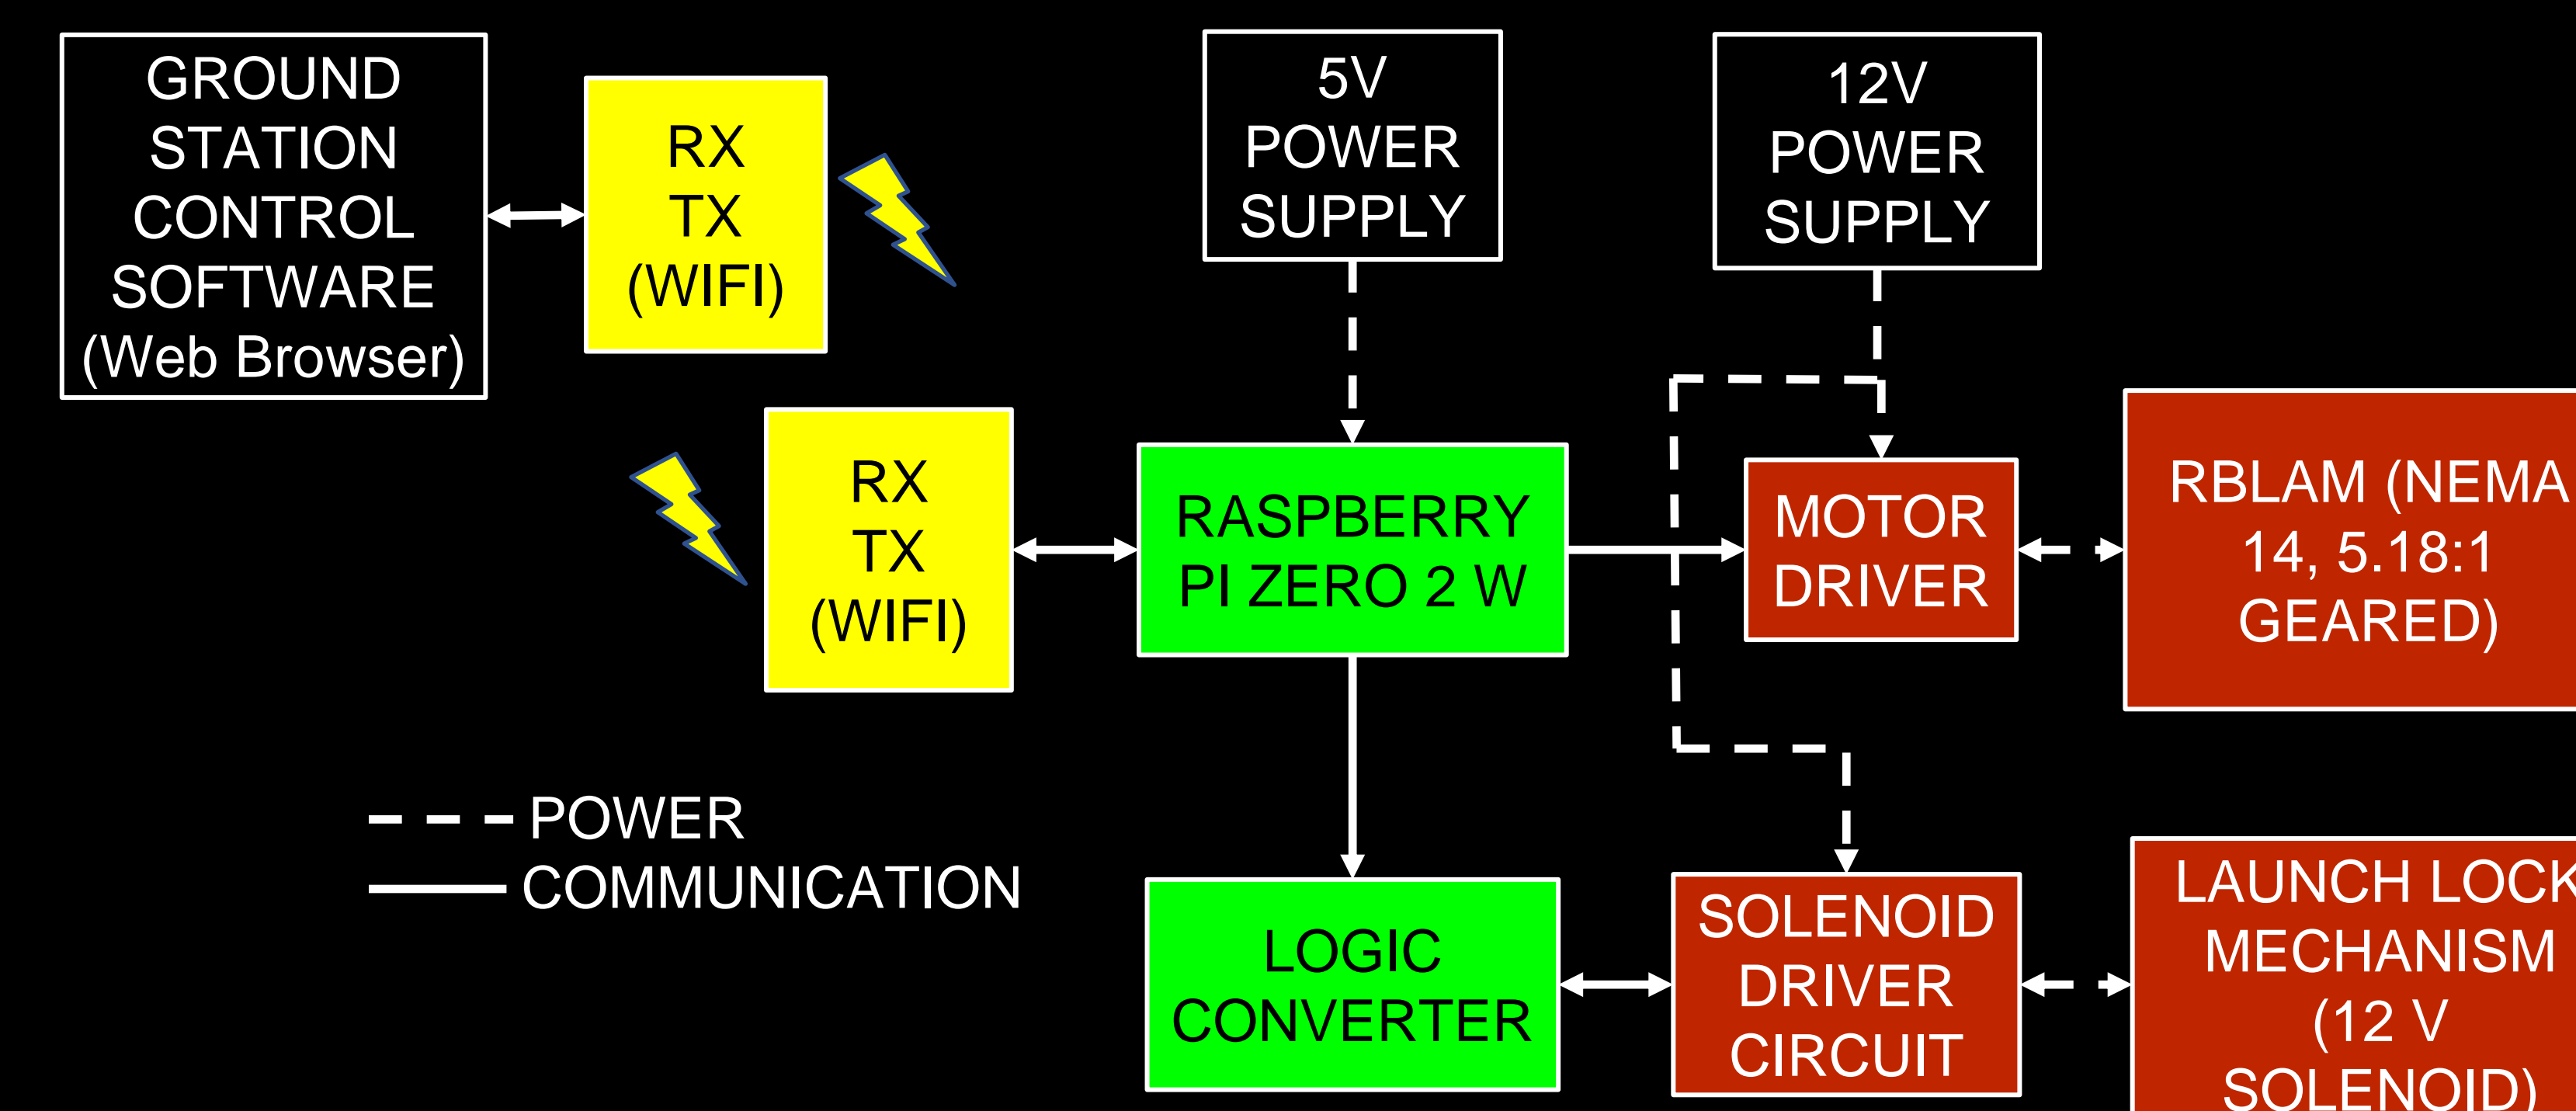 GROUND
STATION
CONTROL
SOFTWARE
(Web Browser)
RX
TX
(WIFI)
5V
POWER
SUPPLY
12V
POWER
SUPPLY
RX
TX
(WIFI)
RASPBERRY
PI ZERO 2 W
MOTOR
DRIVER
RBLAM (NEMA
14, 5.18:1
GEARED)
POWER
COMMUNICATION
LOGIC
CONVERTER
SOLENOID
DRIVER
CIRCUIT
LAUNCH LOCK
MECHANISM
(12 V
SOLENOID)